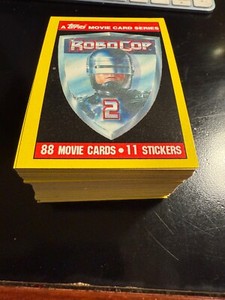 A TOPPS MOVIE CARD SERIES
ROBOCOP
2
88 MOVIE CARDS • 11 STICKERS